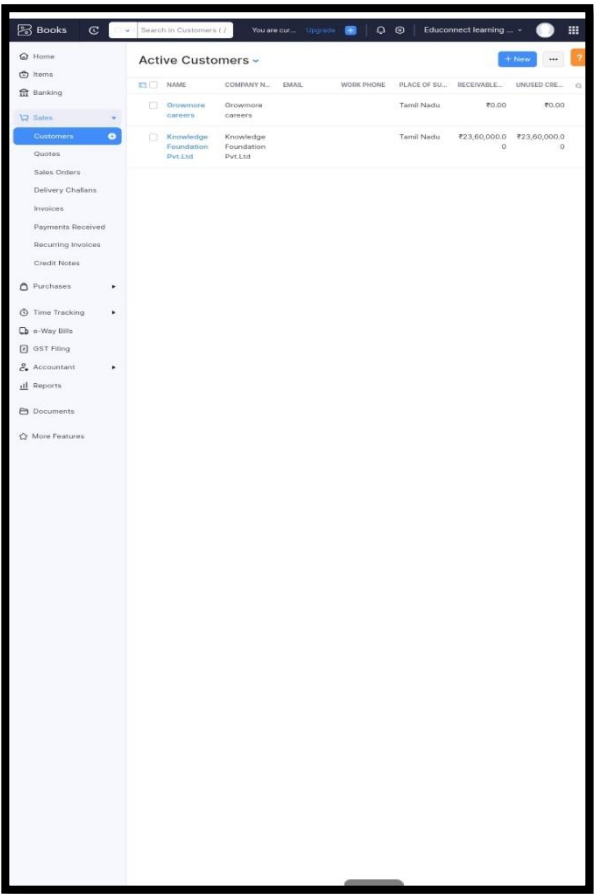 Books
Search in Customers ( /
You are cur... Upgrade
Educonnect learning ...
Home
Items
Banking
Sales
Customers
Quotes
Sales Orders
Delivery Challans
Invoices
Payments Received
Recurring Invoices
Credit Notes
Purchases
Time Tracking
e-Way Bills
GST Filing
Accountant
Reports
Documents
More Features
Active Customers
+ New
...
?
NAME COMPANY N... EMAIL WORK PHONE PLACE OF SU... RECEIVABLE... UNUSED CRE...
Growmore Growmore Tamil Nadu ₹0.00 ₹0.00
careers careers
Knowledge Knowledge Tamil Nadu ₹23,60,000.0 ₹23,60,000.0
Foundation Foundation 0 0
Pvt.Ltd Pvt.Ltd